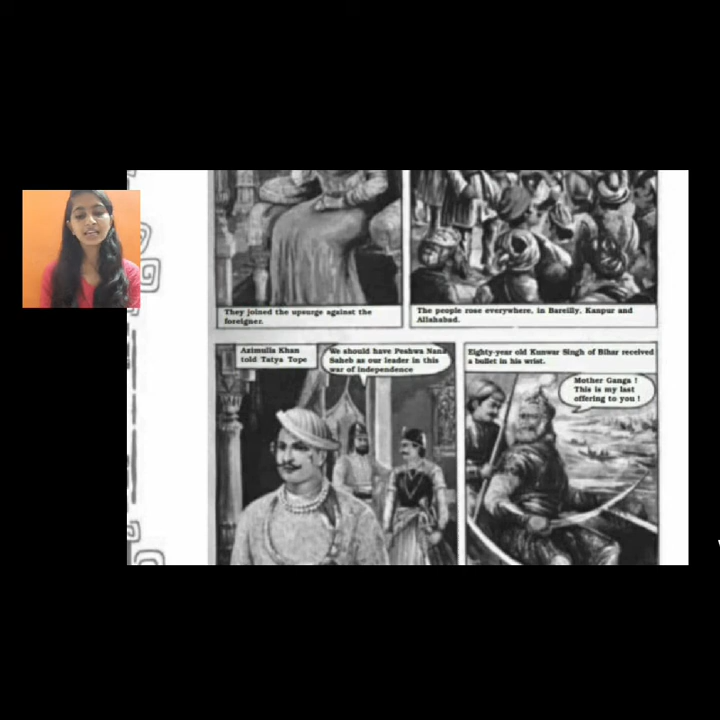 They joined the upsurge against the
foreigner.
The people rose everywhere, in Bareilly, Kanpur and
Allahabad.
Azimulla Khan
told Tatya Tope
We should have Peshwa Nana
Saheb as our leader in this
war of independence
Eighty-year old Kunwar Singh of Bihar received
a bullet in his wrist.
Mother Ganga !
This is my last
offering to you !